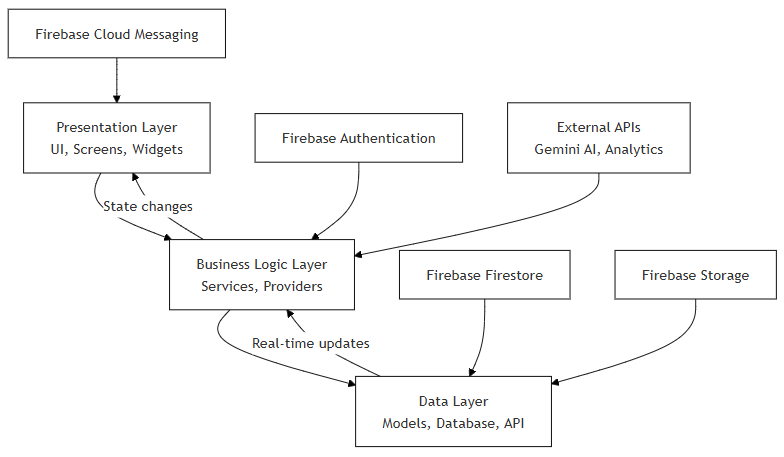 Firebase Cloud Messaging
Presentation Layer
UI, Screens, Widgets
Firebase Authentication
External APIs
Gemini AI, Analytics
State changes
Business Logic Layer
Services, Providers
Firebase Firestore
Firebase Storage
Real-time updates
Data Layer
Models, Database, API